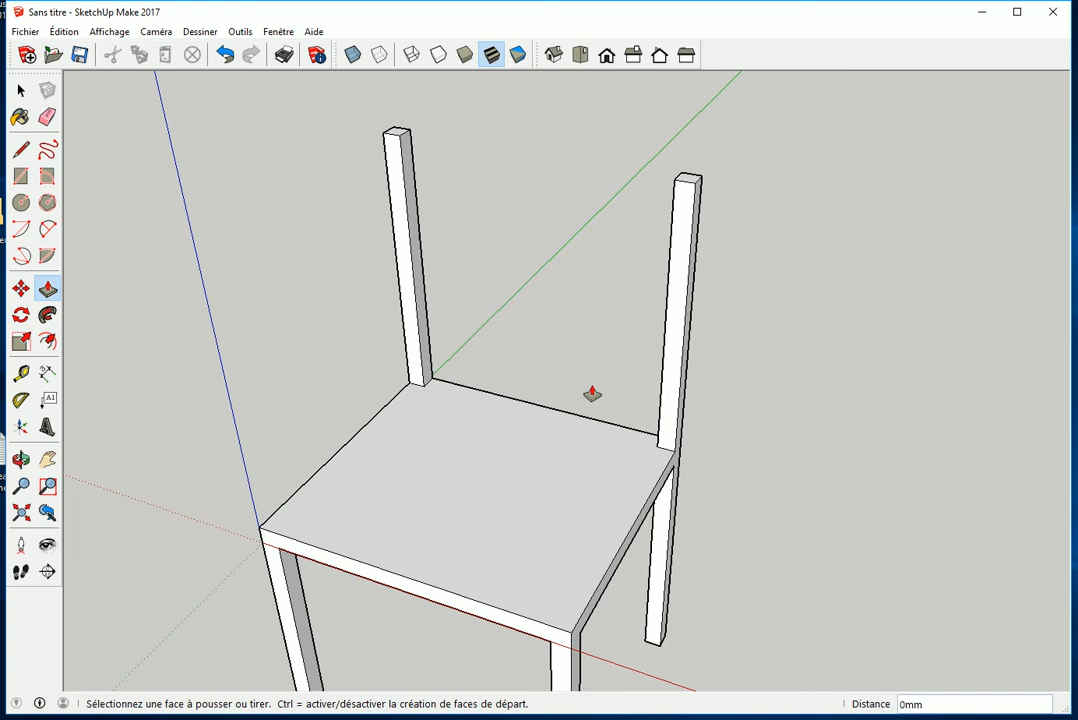 Sans titre - SketchUp Make 2017
Fichier Édition Affichage Caméra Dessiner Outils Fenêtre Aide
A1
Sélectionnez une face à pousser ou tirer. Ctrl = activer/désactiver la création de faces de départ.
Distance 0mm